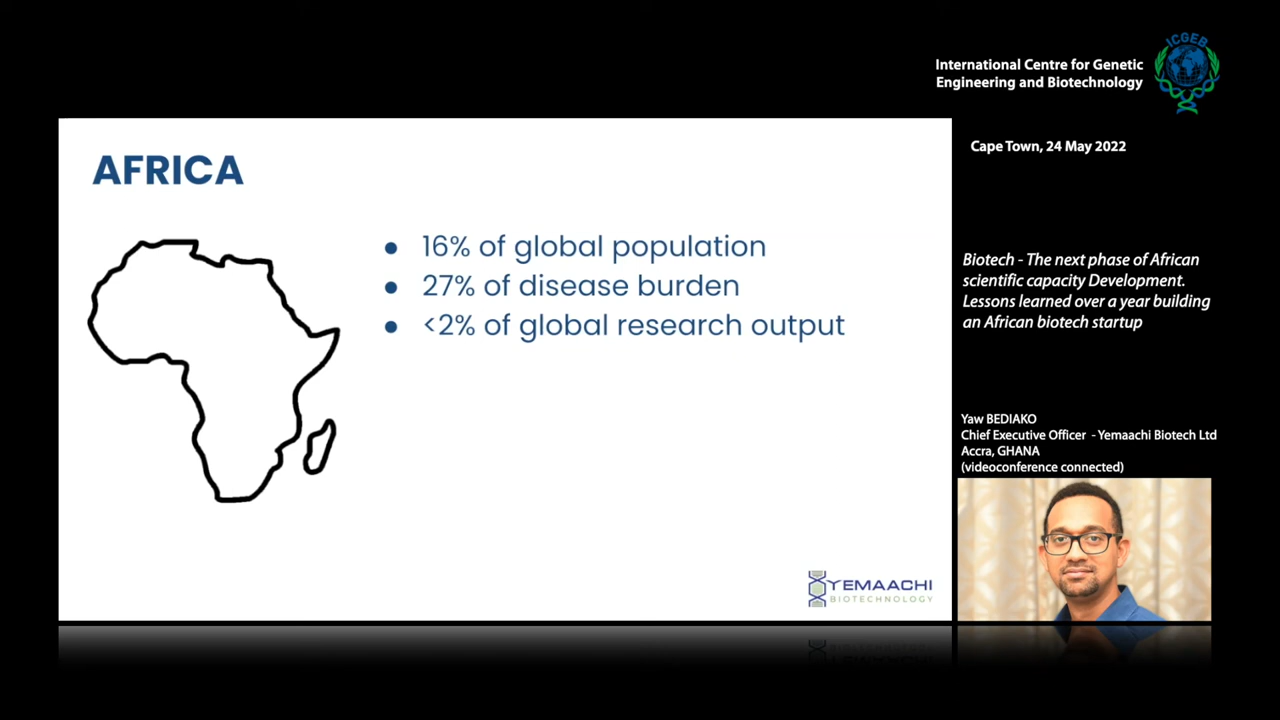 International Centre for Genetic
Engineering and Biotechnology
ICGEB
Cape Town, 24 May 2022
AFRICA
● 16% of global population
● 27% of disease burden
● <2% of global research output
YEMAACHI
BIOTECHNOLOGY
Biotech - The next phase of African
scientific capacity Development.
Lessons learned over a year building
an African biotech startup
Yaw BEDIAKO
Chief Executive Officer - Yemaachi Biotech Ltd
Accra, GHANA
(videoconference connected)